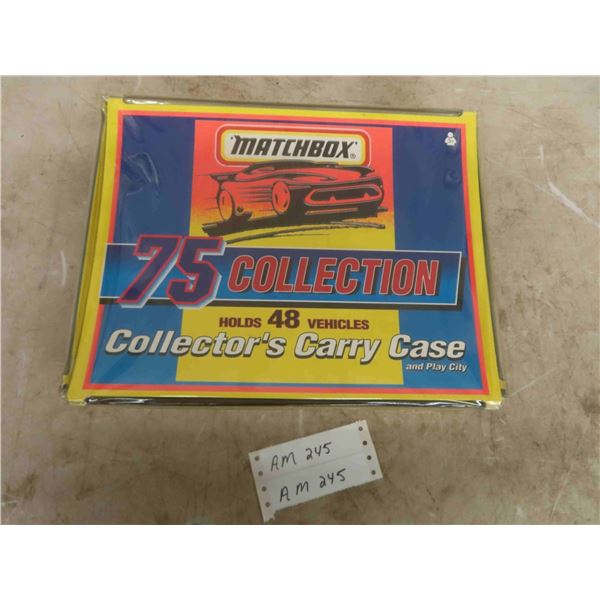 MATCHBOX®
75 COLLECTION
HOLDS 48 VEHICLES
Collector's Carry Case
and Play City
AM 245
AM 245